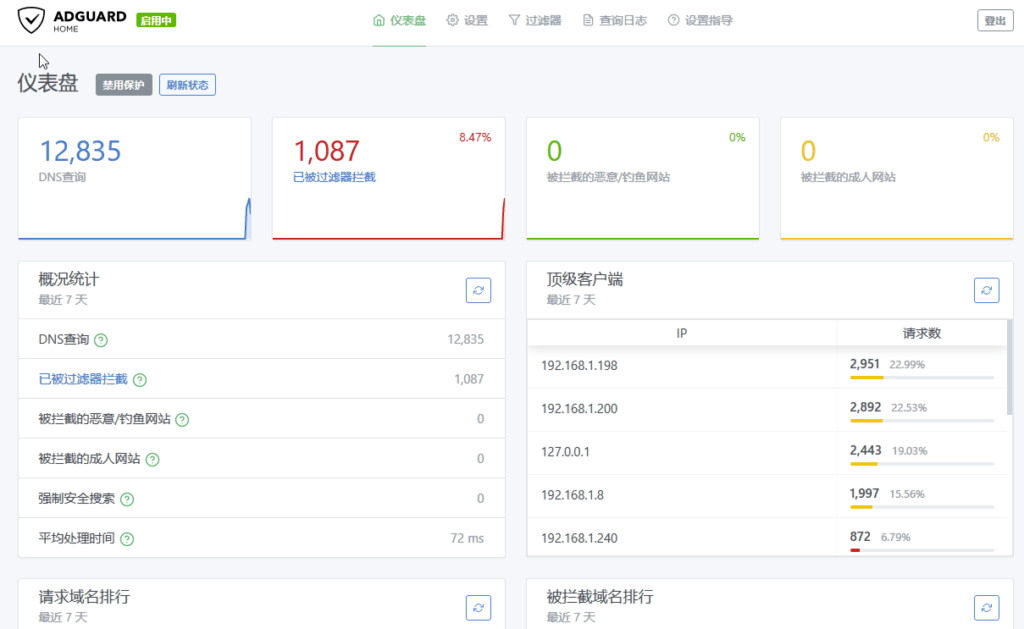 ADGUARD 启用中
HOME
仪表盘 设置 过滤器 查询日志 设置指导 登出
仪表盘 禁用保护 刷新状态
12,835
DNS查询
8.47%
1,087
已被过滤器拦截
0%
0
被拦截的恶意/钓鱼网站
0%
0
被拦截的成人网站
概况统计
最近 7 天
DNS查询 12,835
已被过滤器拦截 1,087
被拦截的恶意/钓鱼网站 0
被拦截的成人网站 0
强制安全搜索 0
平均处理时间 72 ms
顶级客户端
最近 7 天
IP 请求数
192.168.1.198 2,951 22.99%
192.168.1.200 2,892 22.53%
127.0.0.1 2,443 19.03%
192.168.1.8 1,997 15.56%
192.168.1.240 872 6.79%
请求域名排行
最近 7 天
被拦截域名排行
最近 7 天